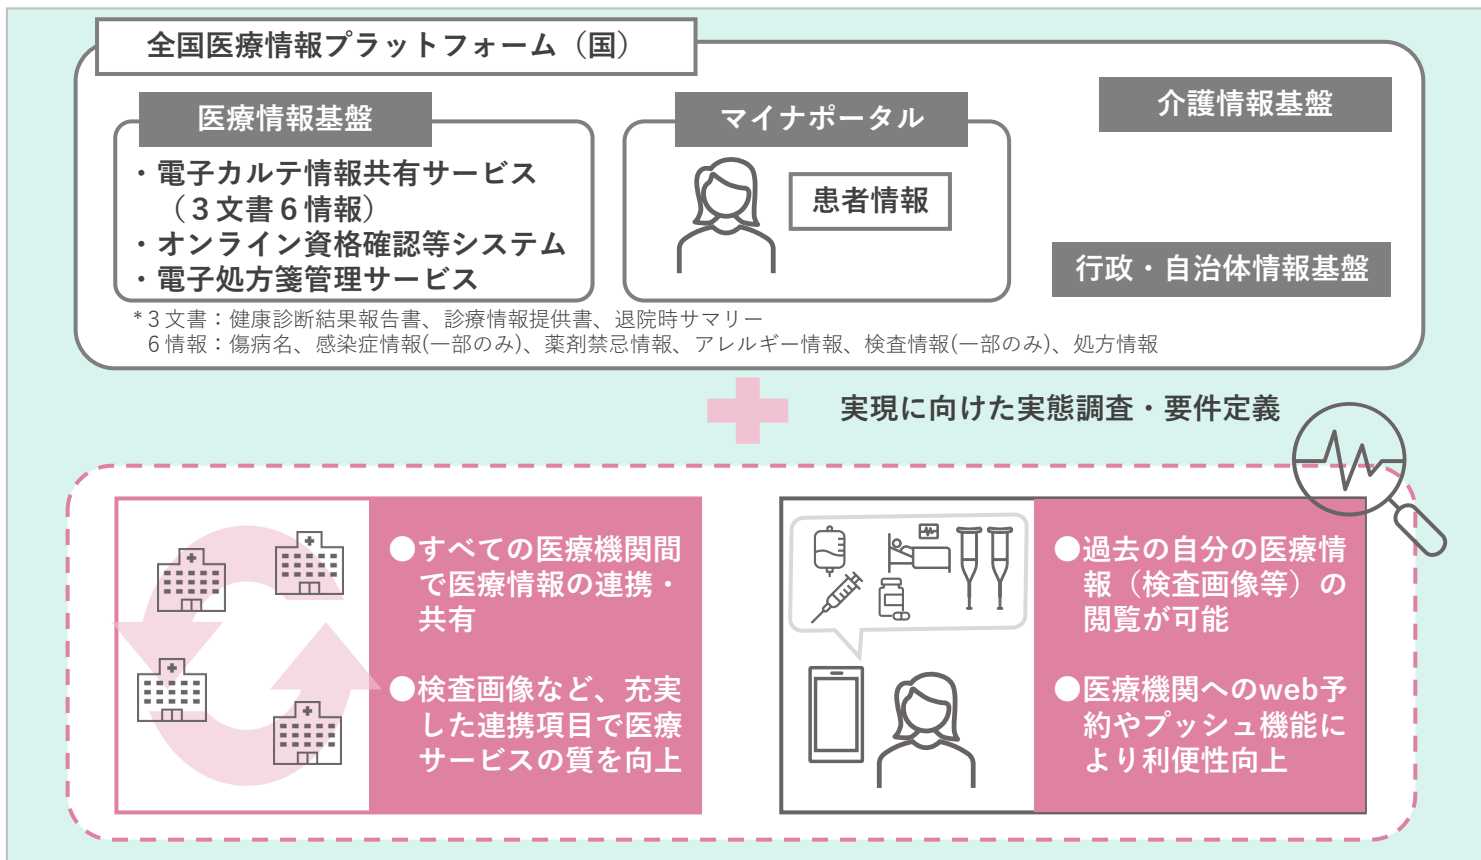 全国医療情報プラットフォーム（国）
医療情報基盤
・電子カルテ情報共有サービス
（３文書６情報）
・オンライン資格確認等システム
・電子処方箋管理サービス
マイナポータル
患者情報
介護情報基盤
行政・自治体情報基盤
*３文書：健康診断結果報告書、診療情報提供書、退院時サマリー
６情報：傷病名、感染症情報(一部のみ)、薬剤禁忌情報、アレルギー情報、検査情報(一部のみ)、処方情報
実現に向けた実態調査・要件定義
●すべての医療機関間
で医療情報の連携・
共有
●検査画像など、充実
した連携項目で医療
サービスの質を向上
●過去の自分の医療情
報（検査画像等）の
閲覧が可能
●医療機関へのweb予
約やプッシュ機能に
より利便性向上